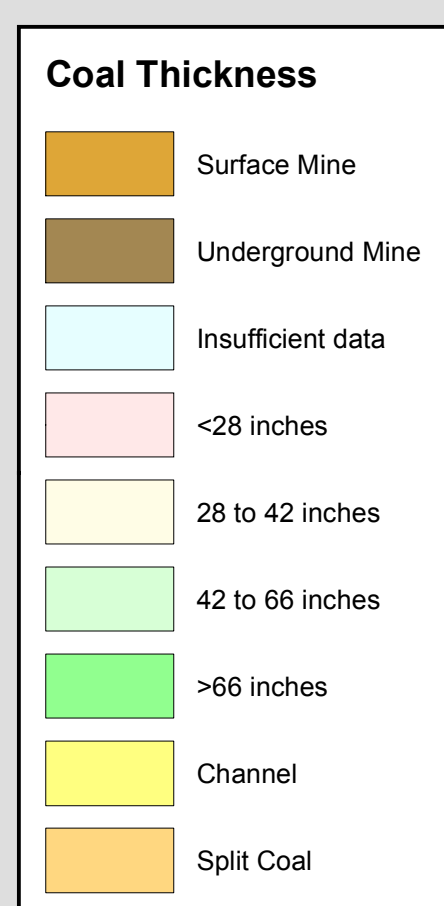 Coal Thickness
Surface Mine
Underground Mine
Insufficient data
<28 inches
28 to 42 inches
42 to 66 inches
>66 inches
Channel
Split Coal